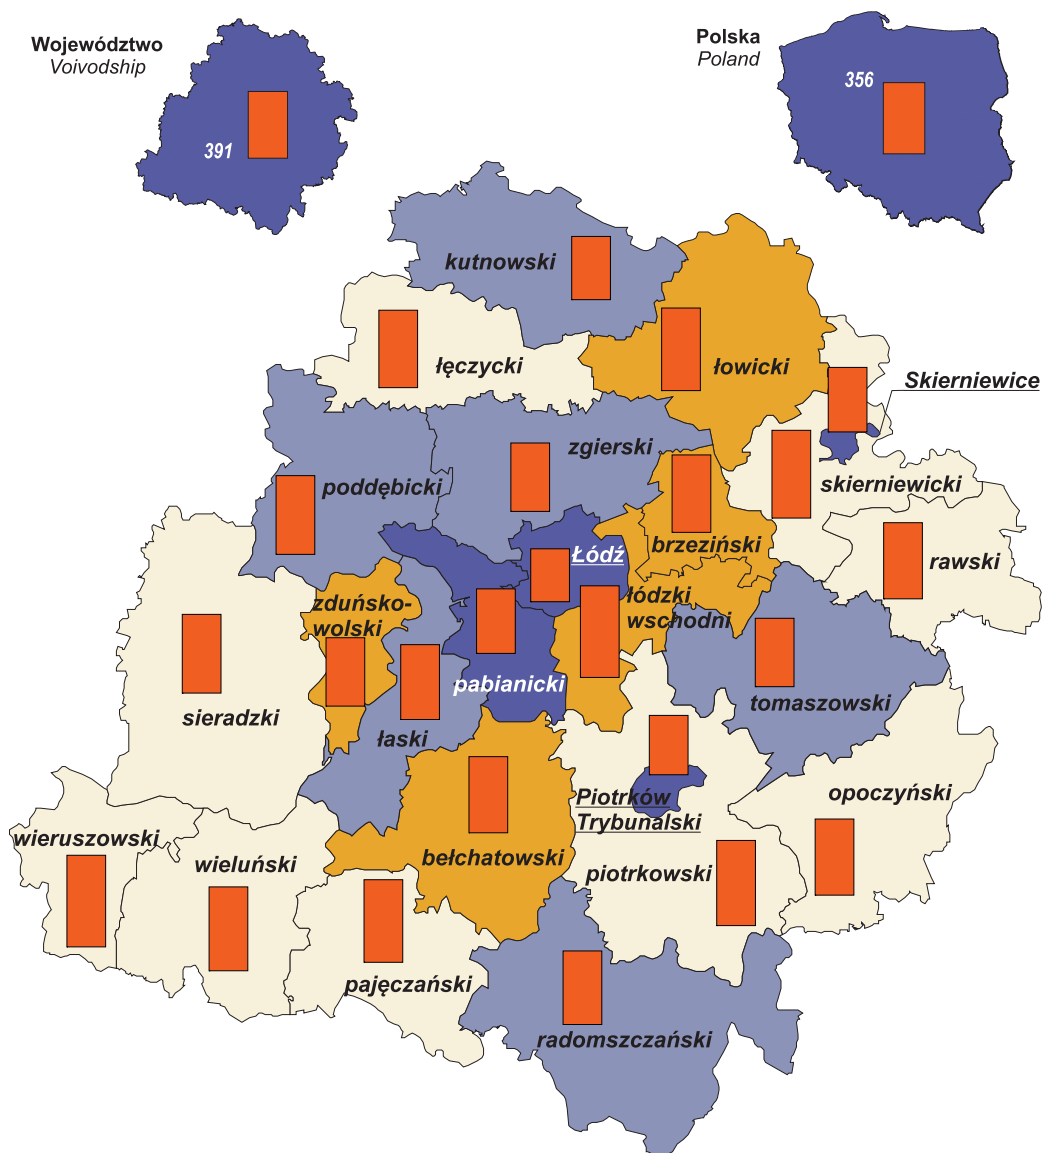 Województwo
Voivodship
391
Polska
Poland
356
kutnowski
łęczycki
łowicki
Skierniewice
zgierski
poddębicki
skierniewicki
brzeziński
rawski
Łódź
zduńsko-
wolski
łódzki
wschodni
pabianicki
sieradzki
łaski
tomaszowski
opoczyński
Piotrków
Trybunalski
wieruszowski
wieluński
bełchatowski
piotrkowski
pajęczański
radomszczański